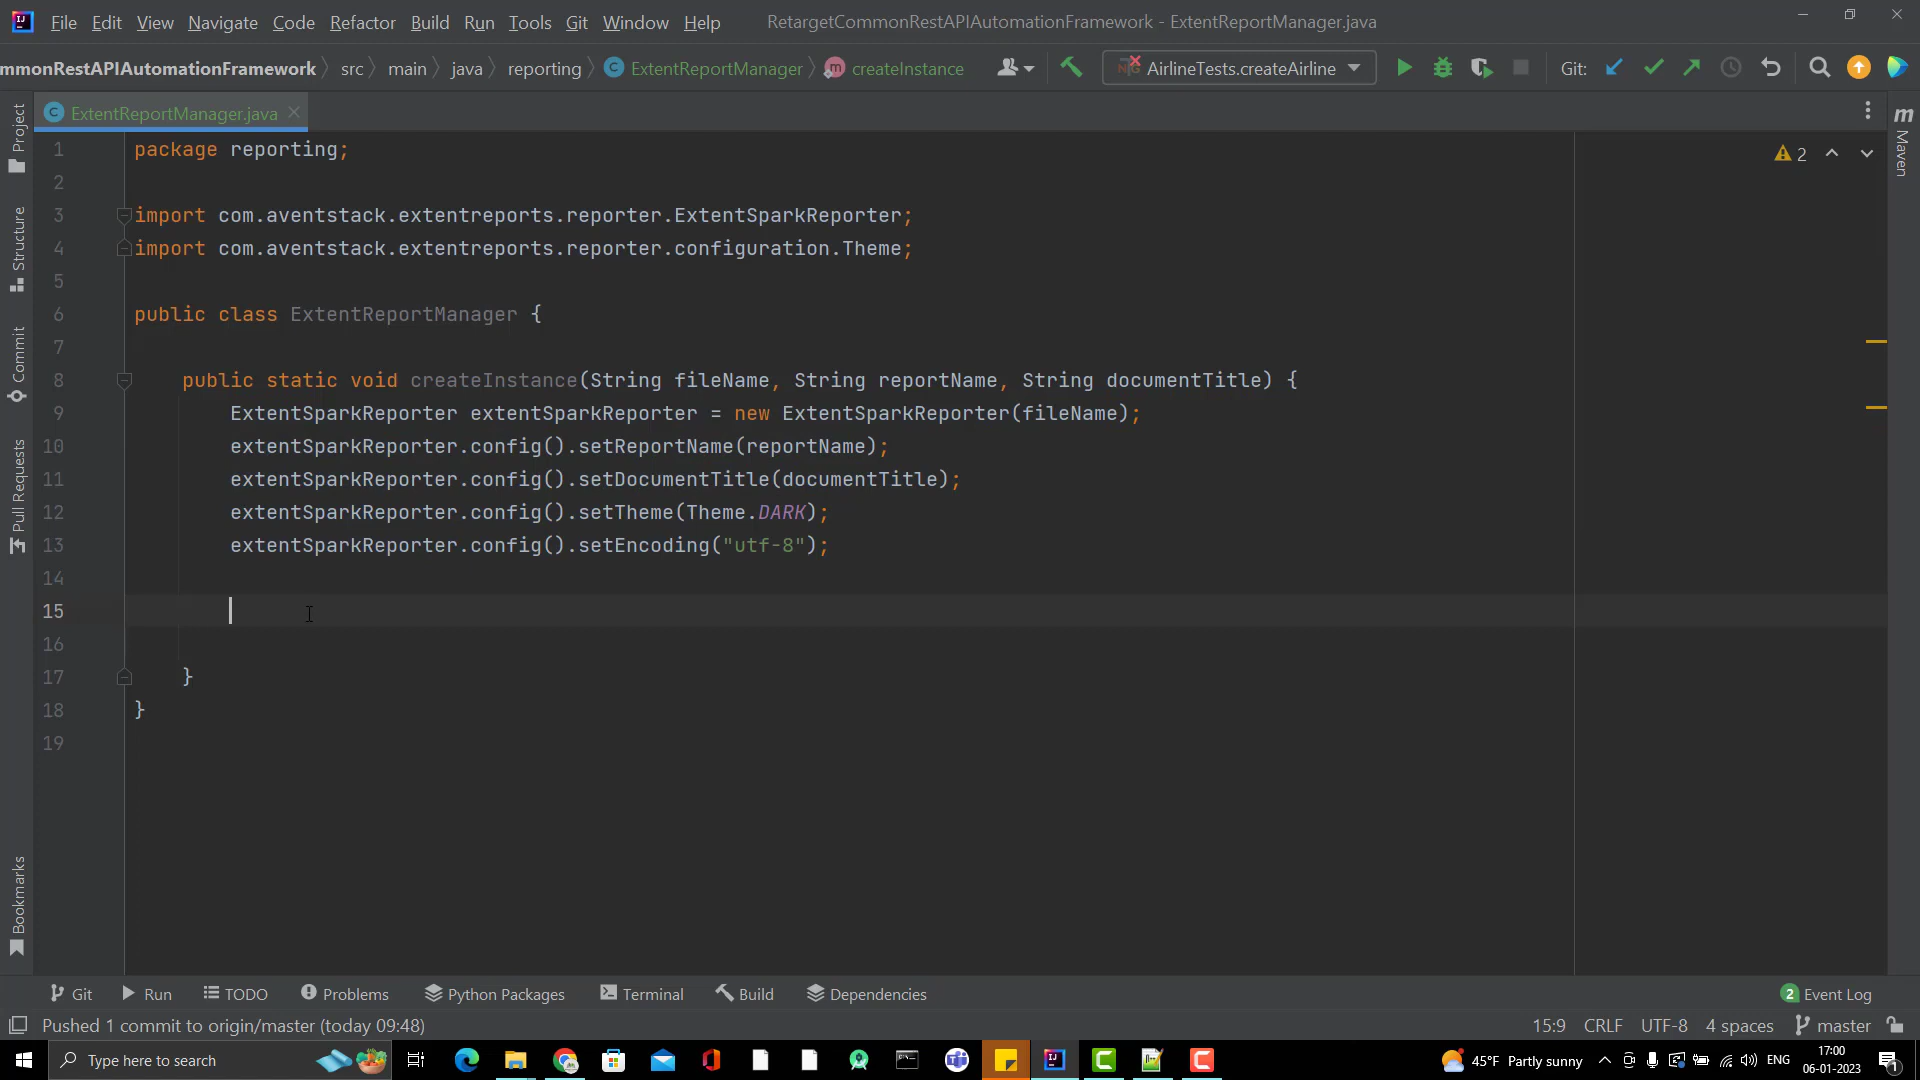 File Edit View Navigate Code Refactor Build Run Tools Git Window Help RetargetCommonRestAPIAutomationFramework - ExtentReportManager.java
mmonRestAPIAutomationFramework src main java reporting ExtentReportManager createInstance AirlineTests.createAirline Git:
ExtentReportManager.java
Project
Structure
Commit
Pull Requests
Bookmarks
Maven
2
1 package reporting;
2
3 import com.aventstack.extentreports.reporter.ExtentSparkReporter;
4 import com.aventstack.extentreports.reporter.configuration.Theme;
5
6 public class ExtentReportManager {
7
8 public static void createInstance(String fileName, String reportName, String documentTitle) {
9 ExtentSparkReporter extentSparkReporter = new ExtentSparkReporter(fileName);
10 extentSparkReporter.config().setReportName(reportName);
11 extentSparkReporter.config().setDocumentTitle(documentTitle);
12 extentSparkReporter.config().setTheme(Theme.DARK);
13 extentSparkReporter.config().setEncoding("utf-8");
14
15
16
17 }
18 }
19
Git Run TODO Problems Python Packages Terminal Build Dependencies 2 Event Log
Pushed 1 commit to origin/master (today 09:48) 15:9 CRLF UTF-8 4 spaces master
Type here to search 45°F Partly sunny ENG 17:00
06-01-2023